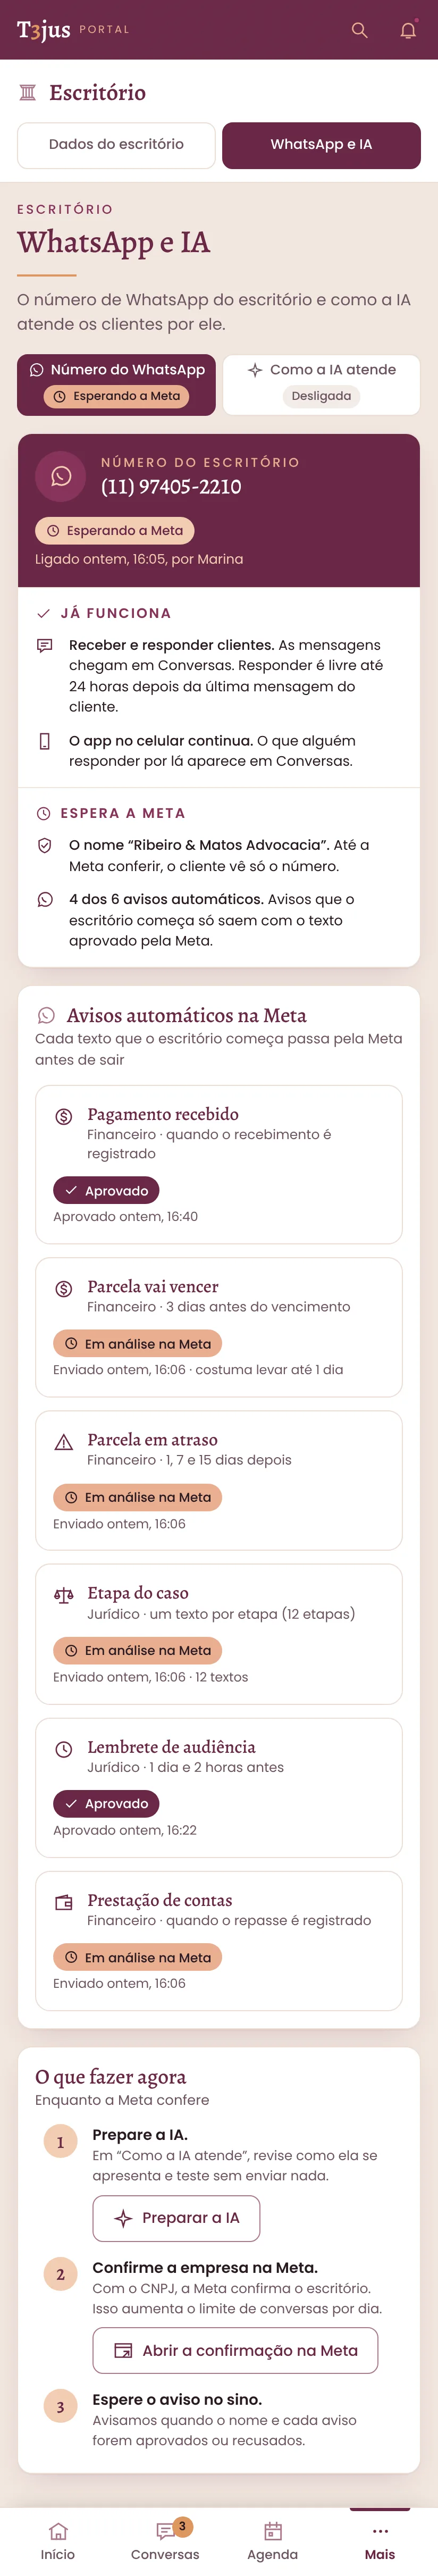 T3jus PORTAL
Escritório
Dados do escritório
WhatsApp e IA
ESCRITÓRIO
WhatsApp e IA
O número de WhatsApp do escritório e como a IA
atende os clientes por ele.
Número do WhatsApp
Esperando a Meta
Como a IA atende
Desligada
NÚMERO DO ESCRITÓRIO
(11) 97405-2210
Esperando a Meta
Ligado ontem, 16:05, por Marina
JÁ FUNCIONA
Receber e responder clientes. As mensagens
chegam em Conversas. Responder é livre até
24 horas depois da última mensagem do
cliente.
O app no celular continua. O que alguém
responder por lá aparece em Conversas.
ESPERA A META
O nome “Ribeiro & Matos Advocacia”. Até a
Meta conferir, o cliente vê só o número.
4 dos 6 avisos automáticos. Avisos que o
escritório começa só saem com o texto
aprovado pela Meta.
Avisos automáticos na Meta
Cada texto que o escritório começa passa pela Meta
antes de sair
Pagamento recebido
Financeiro · quando o recebimento é
registrado
Aprovado
Aprovado ontem, 16:40
Parcela vai vencer
Financeiro · 3 dias antes do vencimento
Em análise na Meta
Enviado ontem, 16:06 · costuma levar até 1 dia
Parcela em atraso
Financeiro · 1, 7 e 15 dias depois
Em análise na Meta
Enviado ontem, 16:06
Etapa do caso
Jurídico · um texto por etapa (12 etapas)
Em análise na Meta
Enviado ontem, 16:06 · 12 textos
Lembrete de audiência
Jurídico · 1 dia e 2 horas antes
Aprovado
Aprovado ontem, 16:22
Prestação de contas
Financeiro · quando o repasse é registrado
Em análise na Meta
Enviado ontem, 16:06
O que fazer agora
Enquanto a Meta confere
1
Prepare a IA.
Em “Como a IA atende”, revise como ela se
apresenta e teste sem enviar nada.
Preparar a IA
2
Confirme a empresa na Meta.
Com o CNPJ, a Meta confirma o escritório.
Isso aumenta o limite de conversas por dia.
Abrir a confirmação na Meta
3
Espere o aviso no sino.
Avisamos quando o nome e cada aviso
forem aprovados ou recusados.
3
Início
Conversas
Agenda
Mais